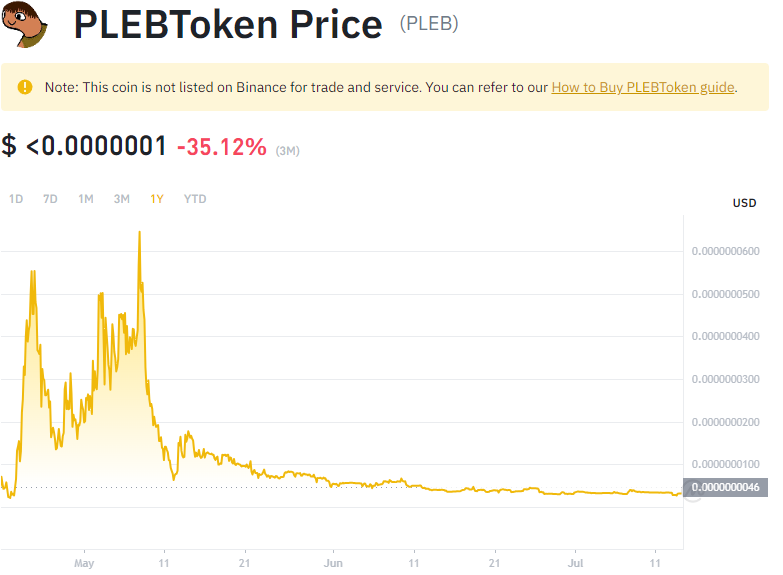 PLEBToken Price (PLEB)
Note: This coin is not listed on Binance for trade and service. You can refer to our How to Buy PLEBToken guide.
$ <0.0000001 -35.12% (3M)
1D 7D 1M 3M 1Y YTD
USD
0.0000000600
0.0000000500
0.0000000400
0.0000000300
0.0000000200
0.0000000100
0.0000000046
May 11 21 Jun 11 21 Jul 11